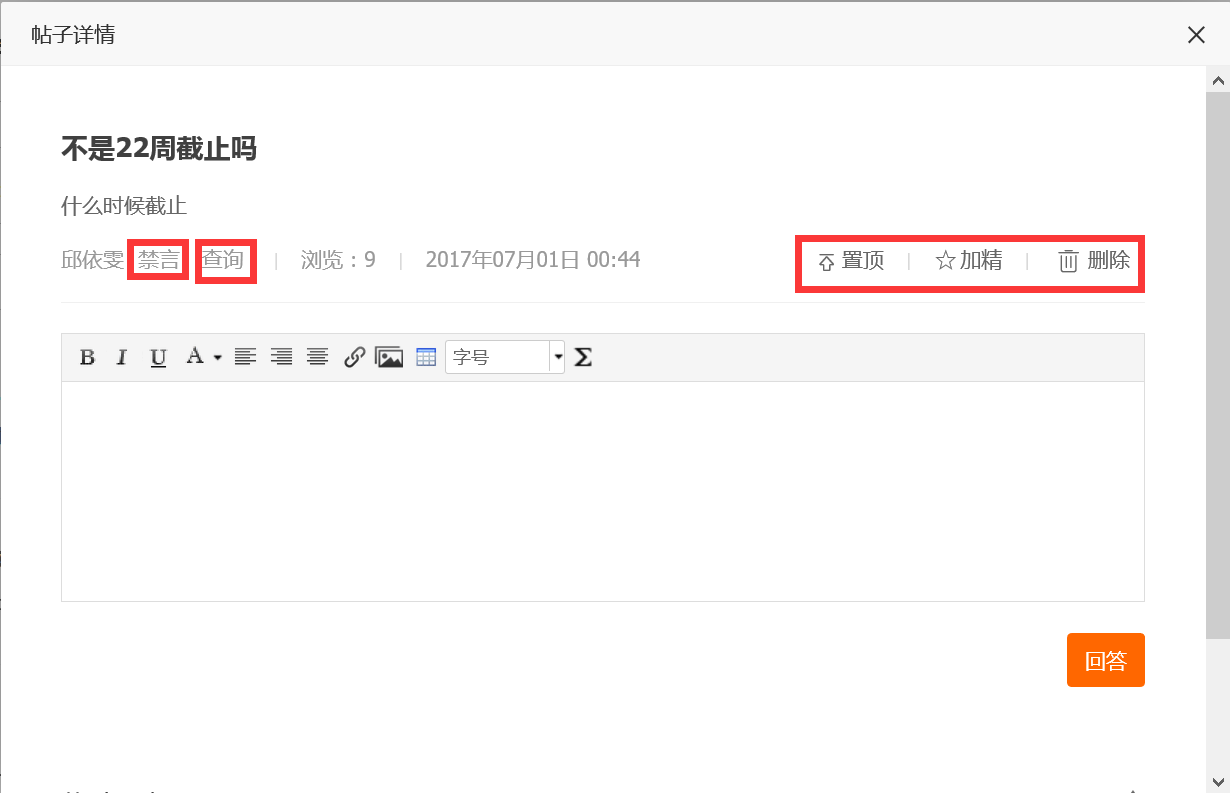 帖子详情
不是22周截止吗
什么时候截止
邱依雯 禁言 查询 | 浏览：9 | 2017年07月01日 00:44 置顶 | 加精 | 删除
B I U A 字号 Σ
回答